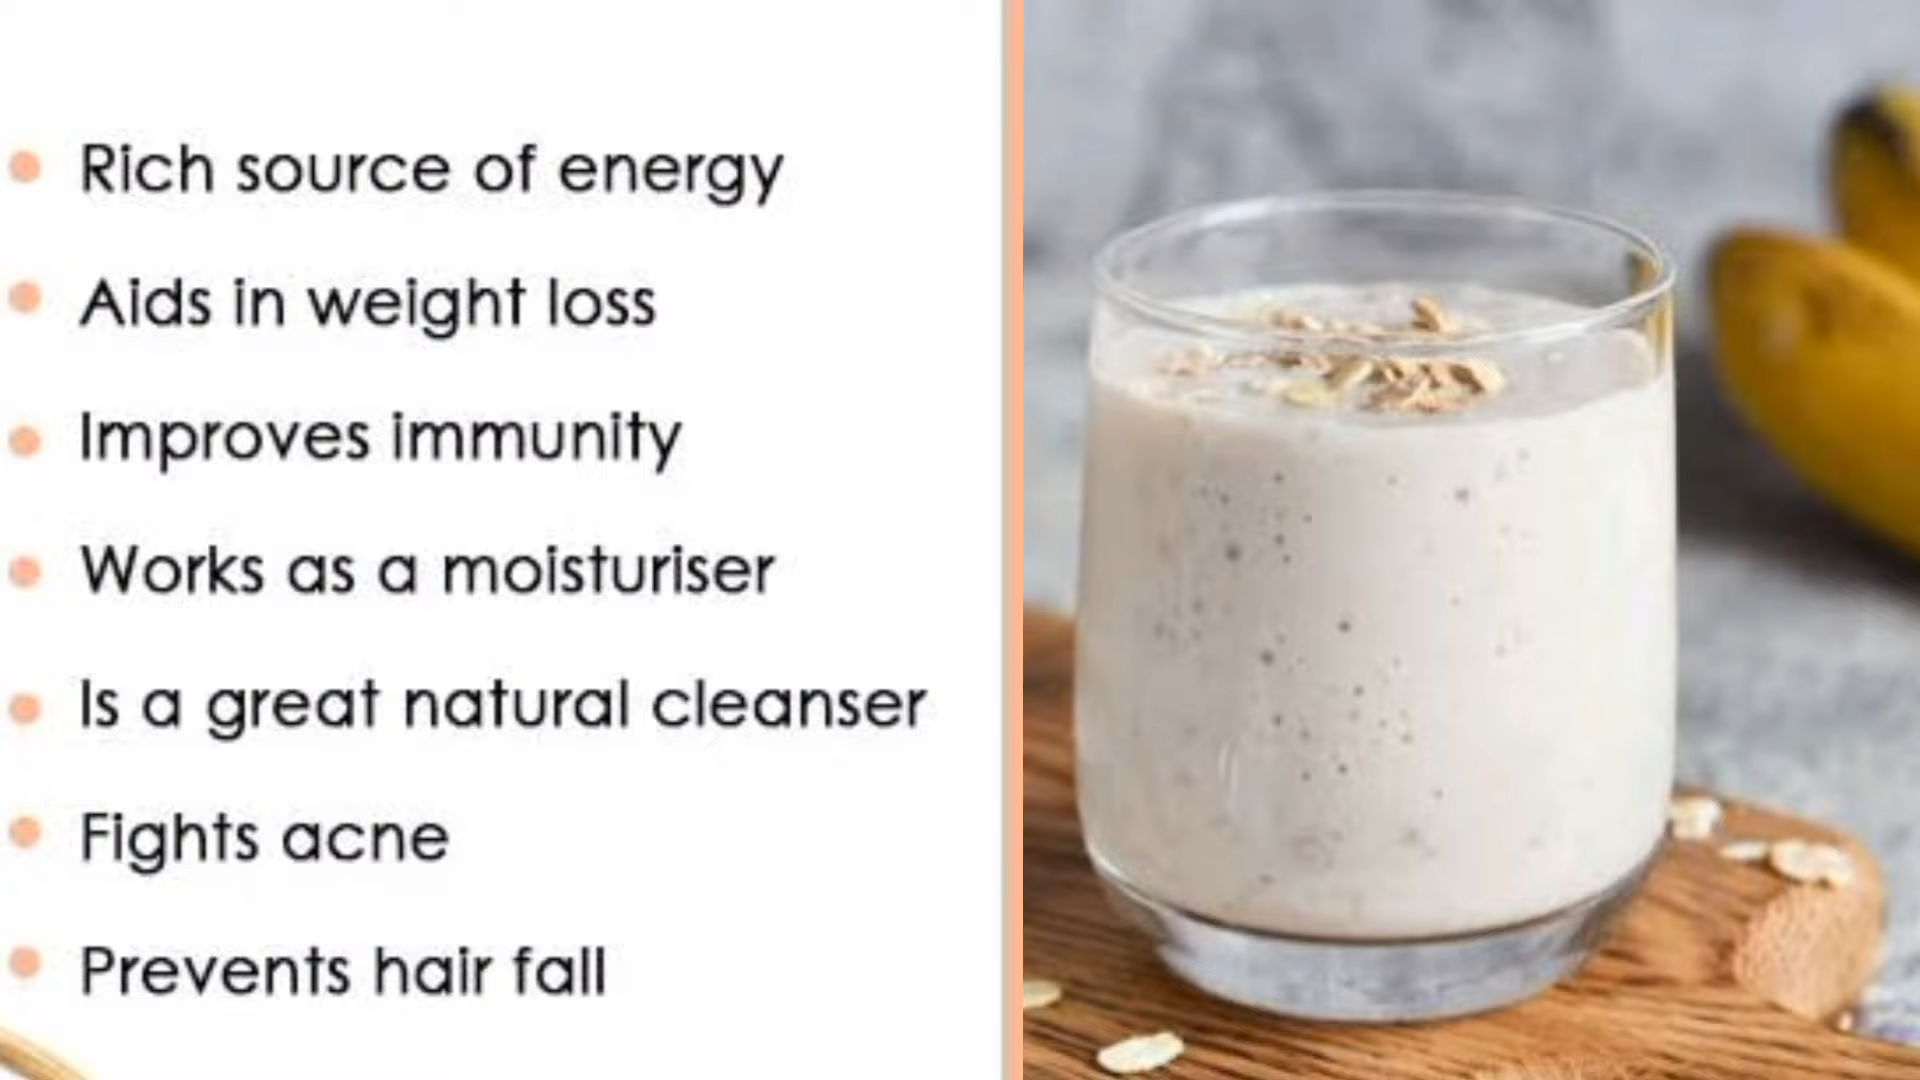 Rich source of energy
Aids in weight loss
Improves immunity
Works as a moisturiser
Is a great natural cleanser
Fights acne
Prevents hair fall